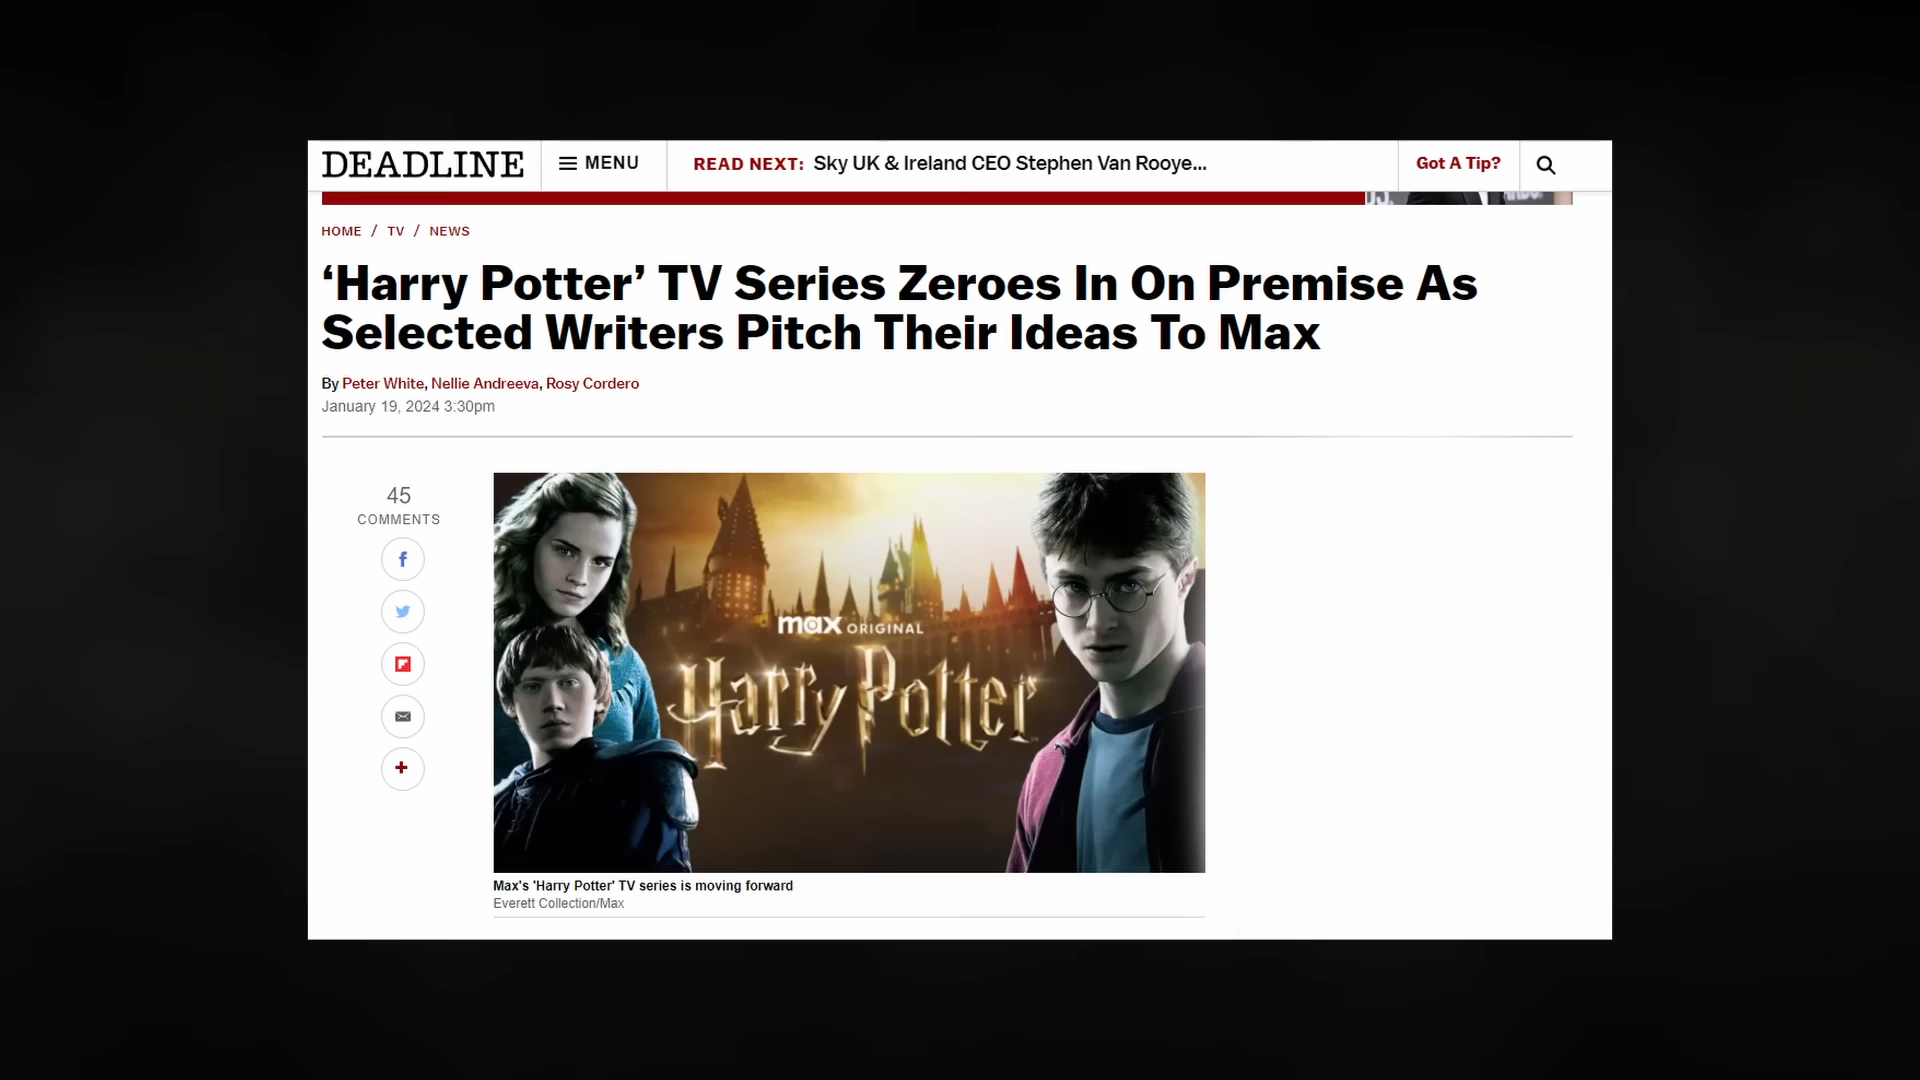 DEADLINE
MENU
READ NEXT: Sky UK & Ireland CEO Stephen Van Rooye...
Got A Tip?
HOME / TV / NEWS
‘Harry Potter’ TV Series Zeroes In On Premise As
Selected Writers Pitch Their Ideas To Max
By Peter White, Nellie Andreeva, Rosy Cordero
January 19, 2024 3:30pm
45
COMMENTS
max ORIGINAL
Harry Potter
Max's 'Harry Potter' TV series is moving forward
Everett Collection/Max